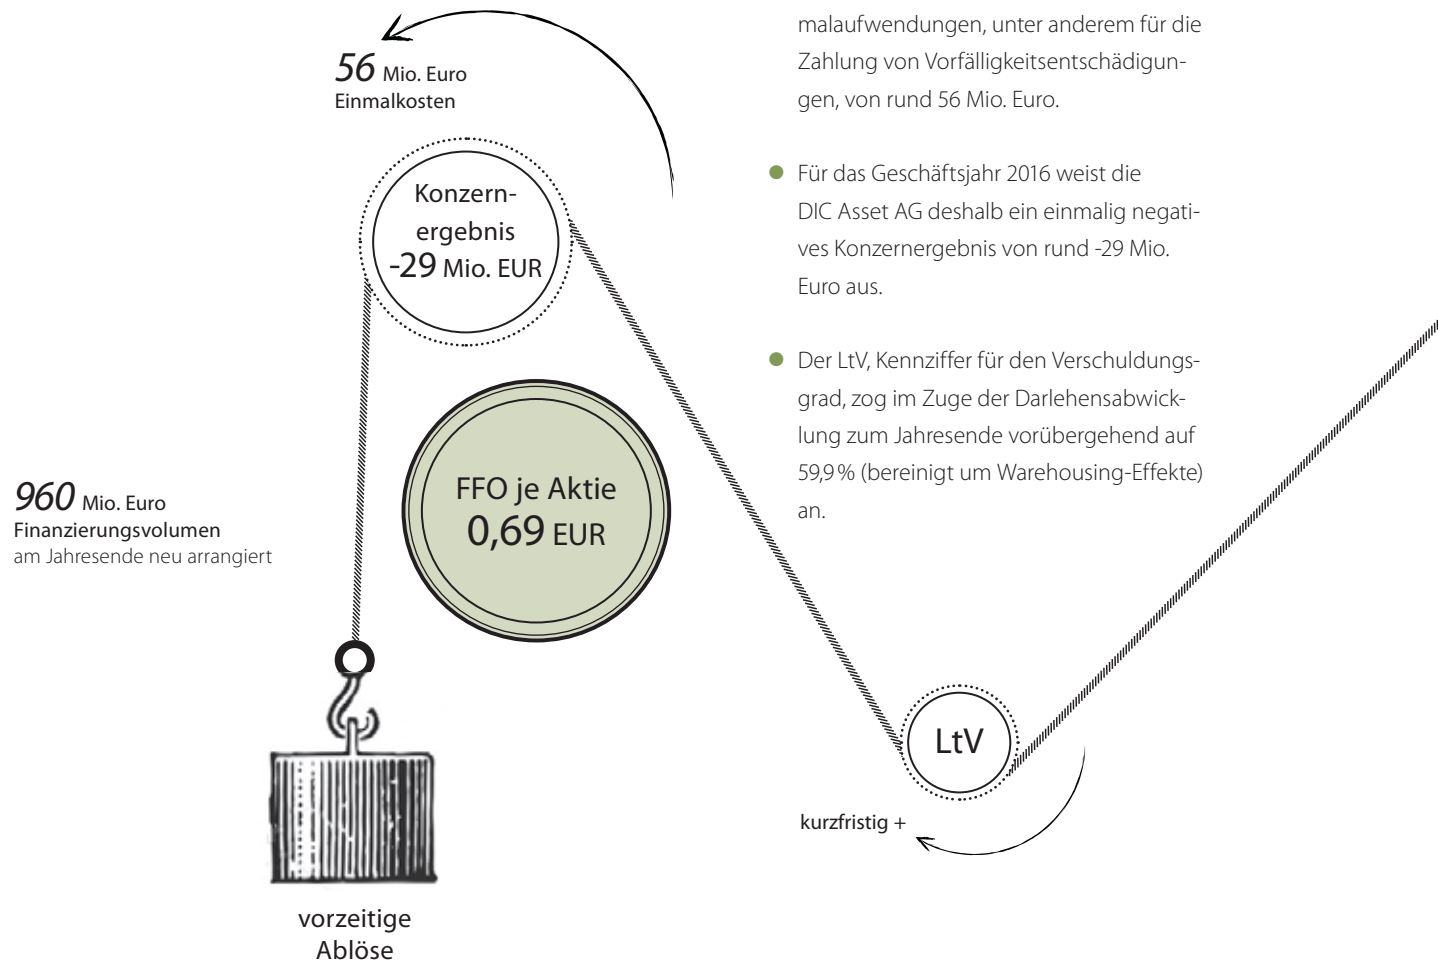 56 Mio. Euro
Einmalkosten
Konzern-
ergebnis
-29 Mio. EUR
FFO je Aktie
0,69 EUR
960 Mio. Euro
Finanzierungsvolumen
am Jahresende neu arrangiert
vorzeitige
Ablöse
malaufwendungen, unter anderem für die
Zahlung von Vorfälligkeitsentschädigun-
gen, von rund 56 Mio. Euro.
Für das Geschäftsjahr 2016 weist die
DIC Asset AG deshalb ein einmalig negati-
ves Konzernergebnis von rund -29 Mio.
Euro aus.
Der LtV, Kennziffer für den Verschuldungs-
grad, zog im Zuge der Darlehensabwick-
lung zum Jahresende vorübergehend auf
59,9 % (bereinigt um Warehousing-Effekte)
an.
LtV
kurzfristig +